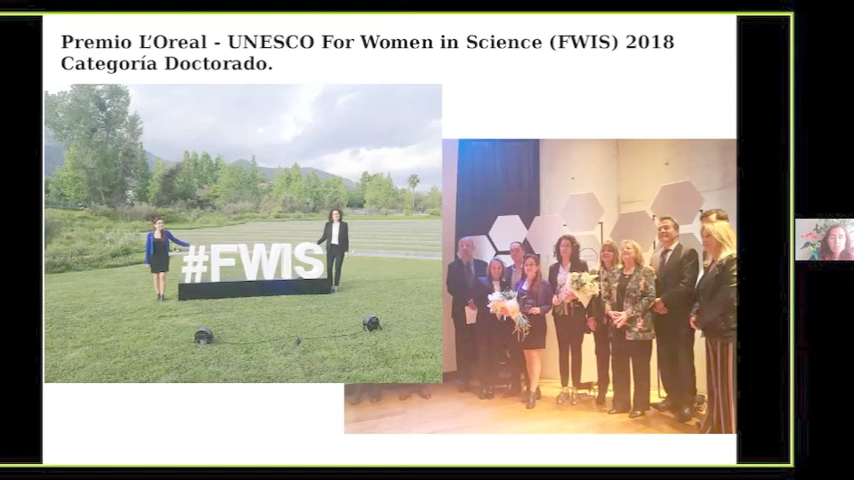 Premio L’Oreal - UNESCO For Women in Science (FWIS) 2018
Categoría Doctorado.
#FWIS